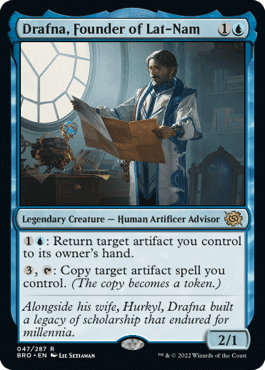 Drafna, Founder of Lat-Nam 1
Legendary Creature — Human Artificer Advisor
1: Return target artifact you control
to its owner's hand.
3, : Copy target artifact spell you
control. (The copy becomes a token.)
Alongside his wife, Hurkyl, Drafna built
a legacy of scholarship that endured for
millennia.
2/1
047/287 R
BRO • EN Lie Setiawan
™ & © 2022 Wizards of the Coast